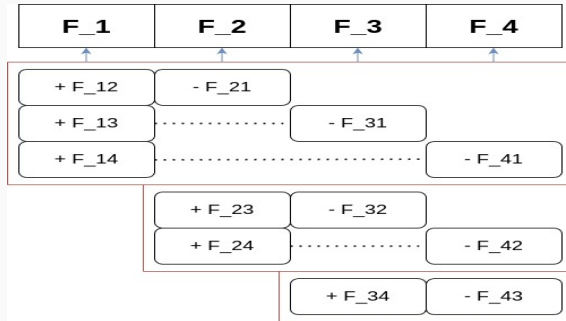 F_1 F_2 F_3 F_4
+ F_12 - F_21
+ F_13 - F_31
+ F_14 - F_41
+ F_23 - F_32
+ F_24 - F_42
+ F_34 - F_43